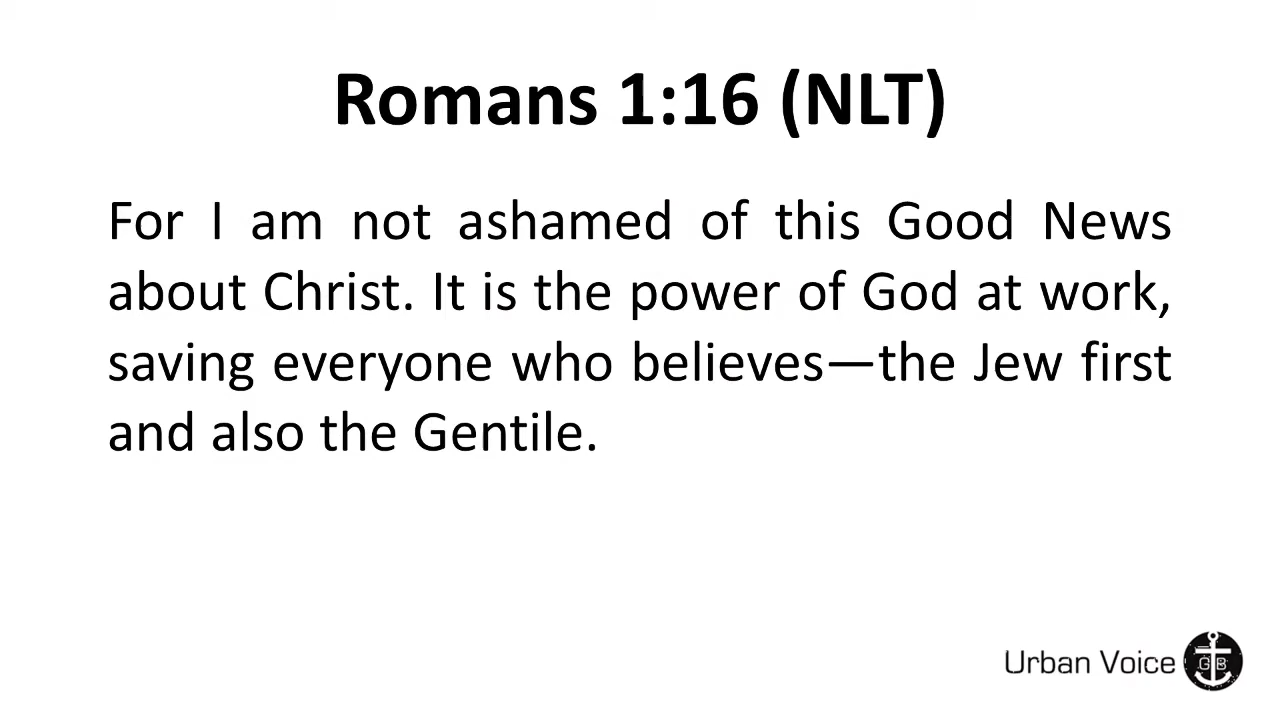 Romans 1:16 (NLT)
For I am not ashamed of this Good News
about Christ. It is the power of God at work,
saving everyone who believes—the Jew first
and also the Gentile.
Urban Voice
GB